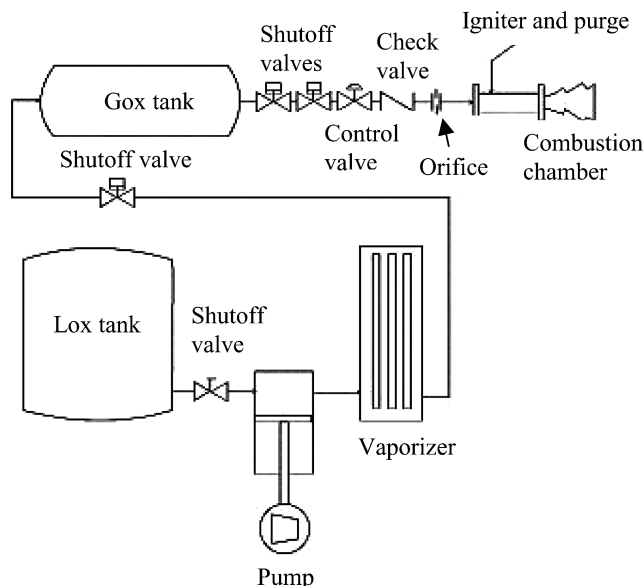 Igniter and purge
Shutoff
valves
Check
valve
Gox tank
Control
valve
Orifice
Combustion
chamber
Shutoff valve
Lox tank
Shutoff
valve
Vaporizer
Pump